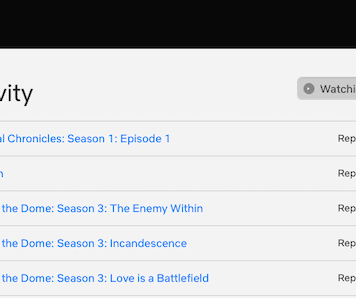 vity
Watchi
al Chronicles: Season 1: Episode 1
Rep
n
Rep
the Dome: Season 3: The Enemy Within
Rep
the Dome: Season 3: Incandescence
Rep
the Dome: Season 3: Love is a Battlefield
Rep